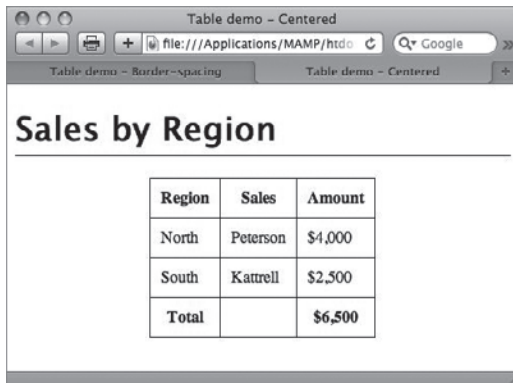 Table demo – Centered
file:///Applications/MAMP/htdo
Google
Table demo – Border-spacing
Table demo – Centered
Sales by Region
Region Sales Amount
North Peterson $4,000
South Kattrell $2,500
Total $6,500